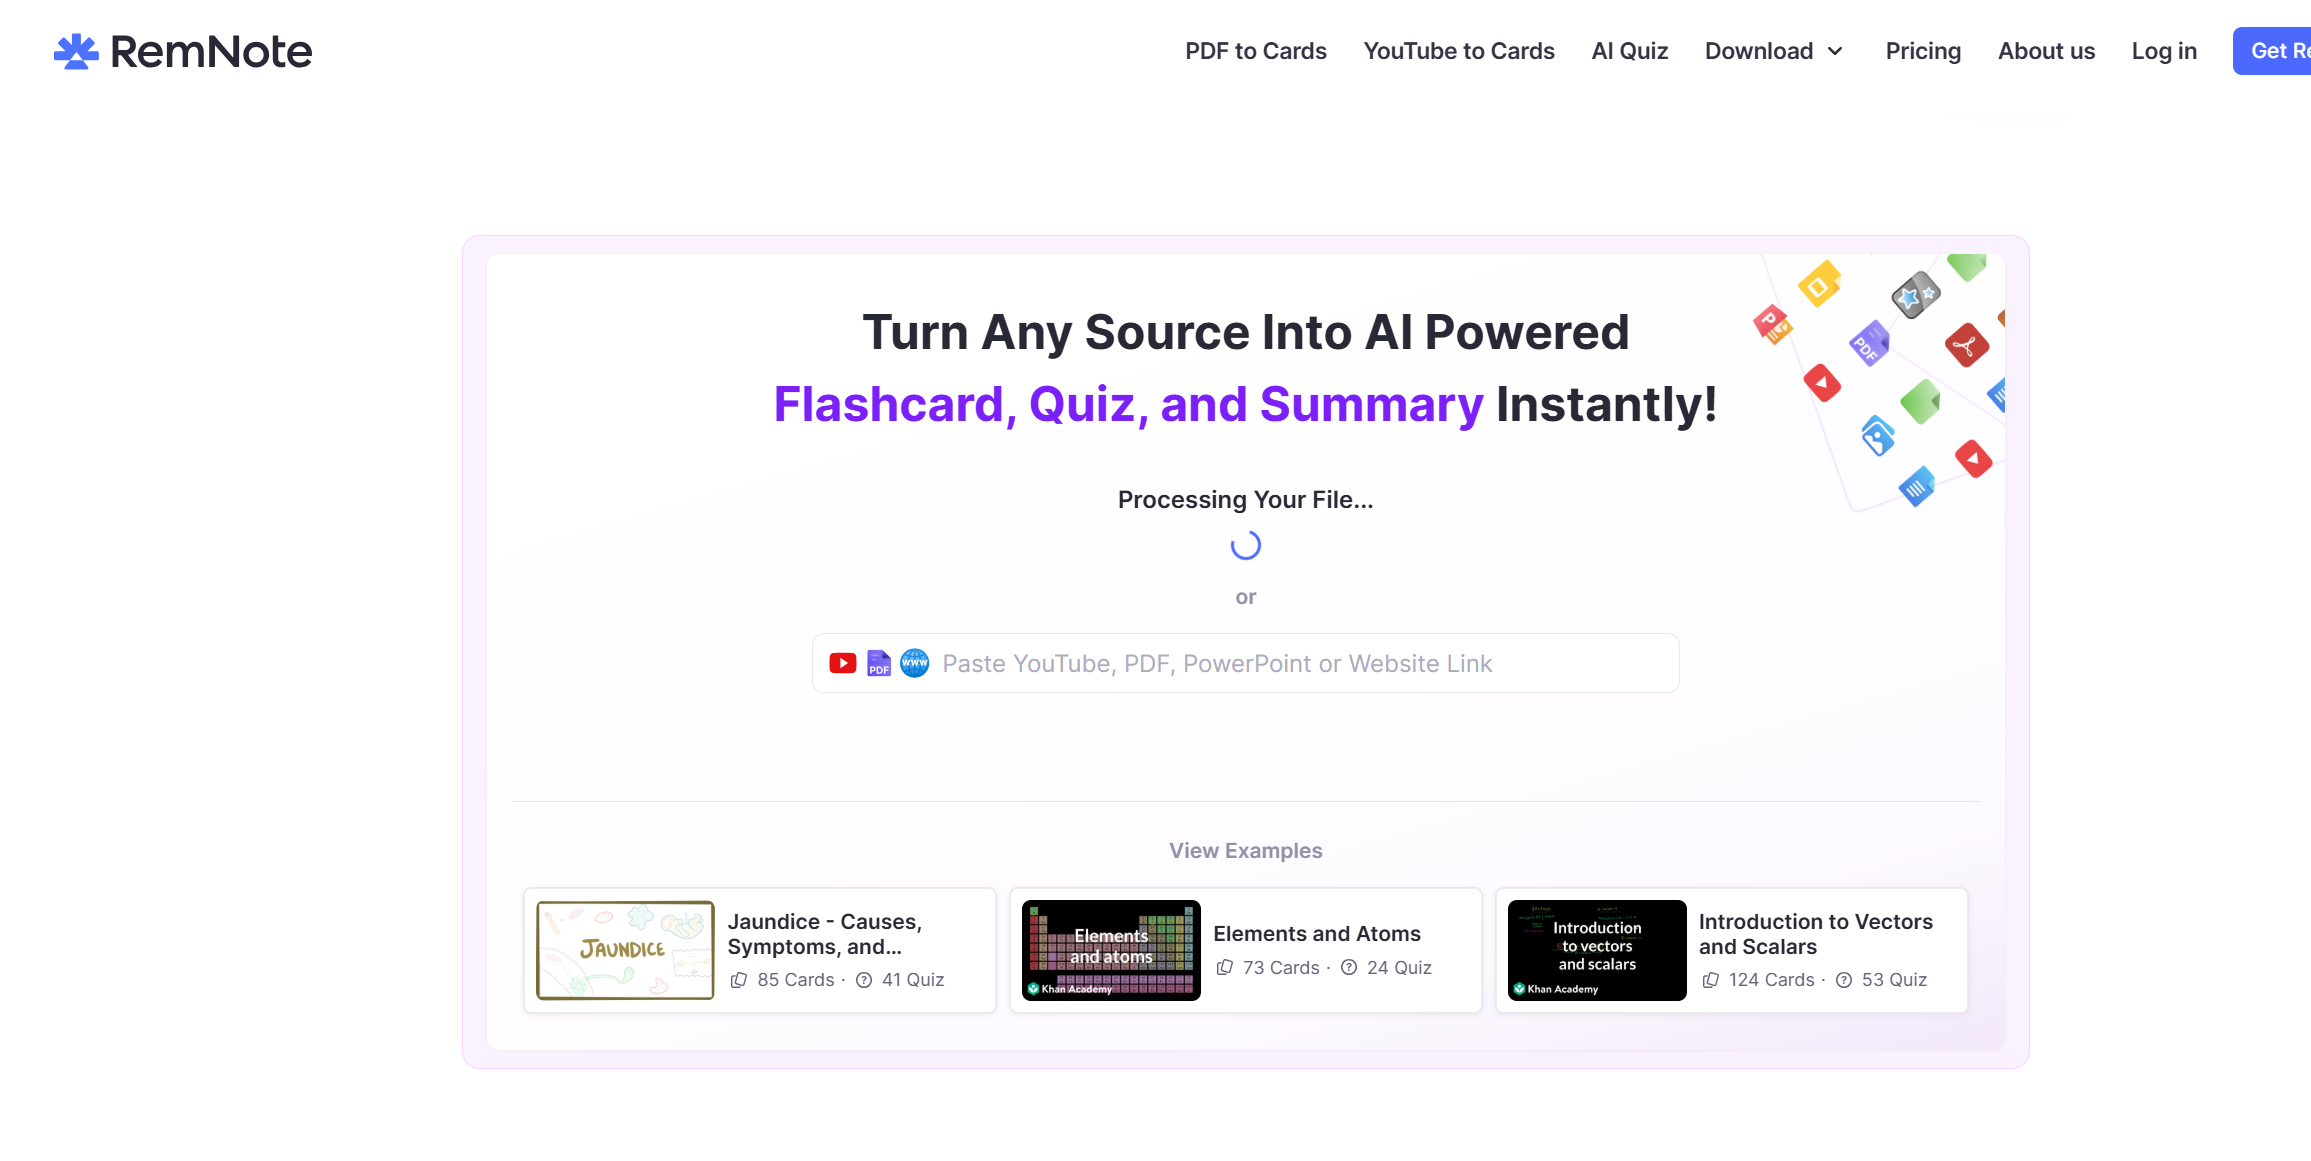 RemNote
PDF to Cards
YouTube to Cards
AI Quiz
Download
Pricing
About us
Log in
Get Re
Turn Any Source Into AI Powered
Flashcard, Quiz, and Summary Instantly!
Processing Your File...
or
PDF
WWW
Paste YouTube, PDF, PowerPoint or Website Link
View Examples
JAUNDICE
Jaundice - Causes,
Symptoms, and...
85 Cards · 41 Quiz
Elements
and atoms
Khan Academy
Elements and Atoms
73 Cards · 24 Quiz
Introduction
to vectors
and scalars
Khan Academy
Introduction to Vectors
and Scalars
124 Cards · 53 Quiz
P
PDF